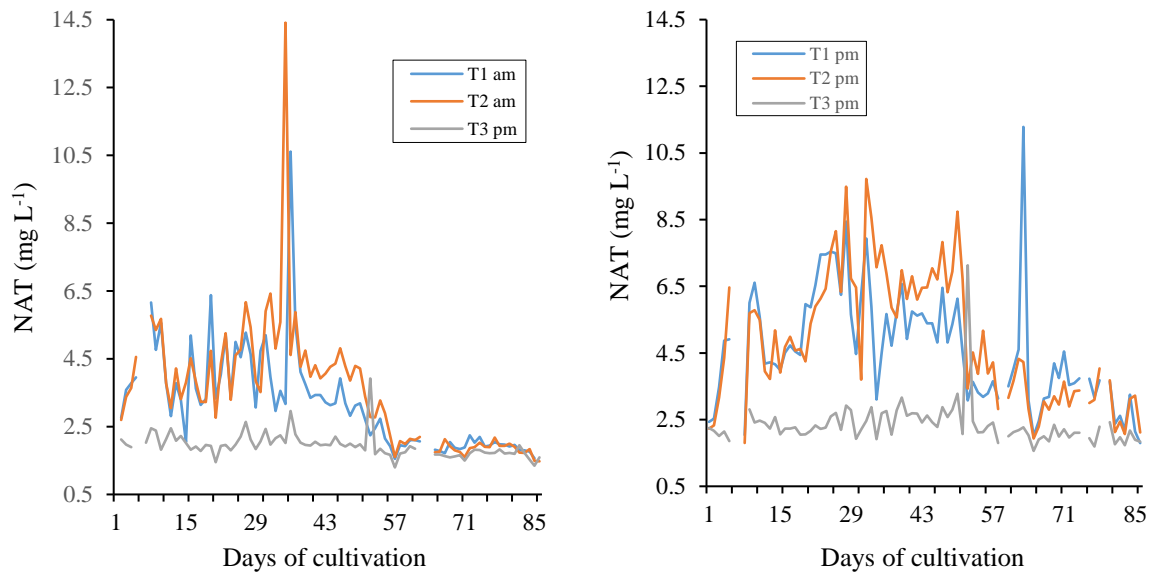 14.5
12.5
10.5
8.5
6.5
4.5
2.5
0.5
NAT (mg L-1)
T1 am
T2 am
T3 pm
1 15 29 43 57 71 85
Days of cultivation
14.5
12.5
10.5
8.5
6.5
4.5
2.5
0.5
NAT (mg L-1)
T1 pm
T2 pm
T3 pm
1 15 29 43 57 71 85
Days of cultivation